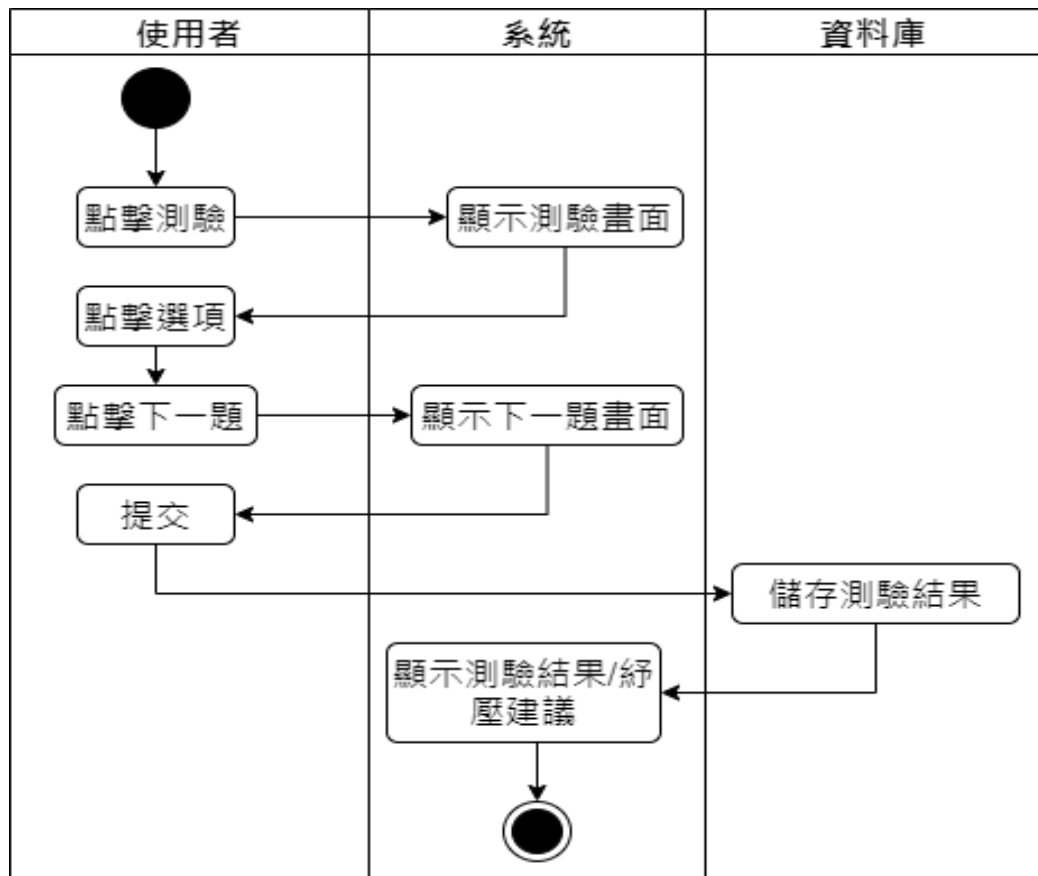 使用者
系統
資料庫
點擊測驗
顯示測驗畫面
點擊選項
點擊下一題
顯示下一題畫面
提交
儲存測驗結果
顯示測驗結果/紓
壓建議